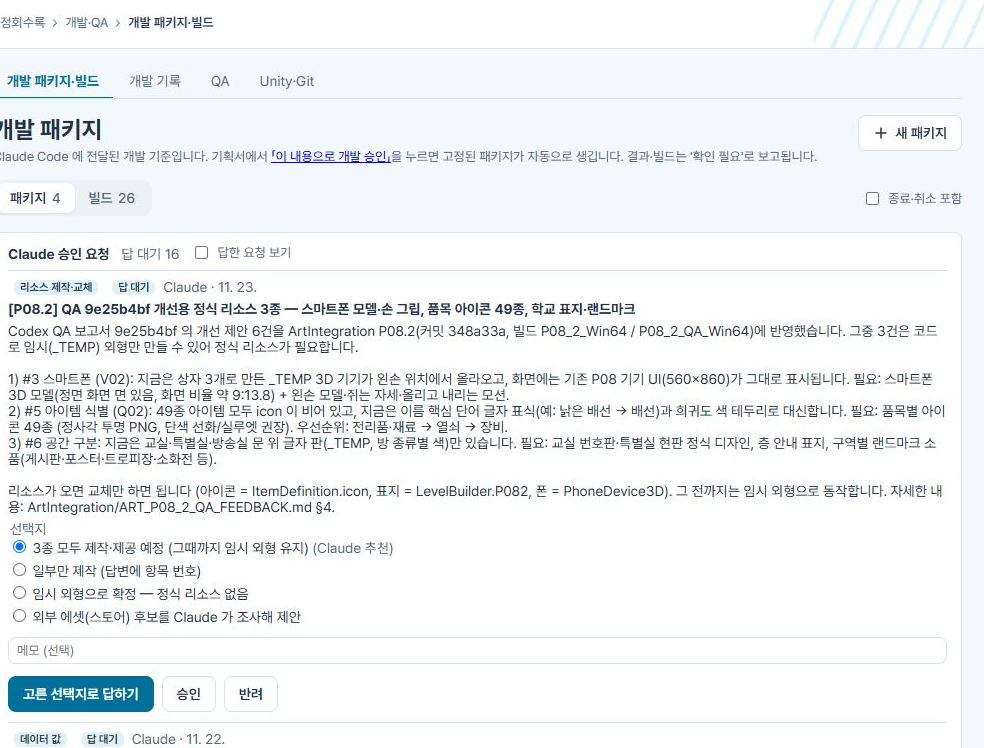 정회수록 > 개발·QA > 개발 패키지·빌드
개발 패키지·빌드 개발 기록 QA Unity·Git
개발 패키지
+ 새 패키지
Claude Code 에 전달된 개발 기준입니다. 기획서에서 「이 내용으로 개발 승인」을 누르면 고정된 패키지가 자동으로 생깁니다. 결과·빌드는 '확인 필요'로 보고됩니다.
패키지 4 빌드 26
종료·취소 포함
Claude 승인 요청 답 대기 16 답한 요청 보기
리소스 제작·교체 답 대기 Claude · 11. 23.
[P08.2] QA 9e25b4bf 개선용 정식 리소스 3종 — 스마트폰 모델·손 그립, 품목 아이콘 49종, 학교 표지·랜드마크
Codex QA 보고서 9e25b4bf 의 개선 제안 6건을 ArtIntegration P08.2(커밋 348a33a, 빌드 P08_2_Win64 / P08_2_QA_Win64)에 반영했습니다. 그중 3건은 코드
로 임시(_TEMP) 외형만 만들 수 있어 정식 리소스가 필요합니다.
1) #3 스마트폰 (V02): 지금은 상자 3개로 만든 _TEMP 3D 기기가 왼손 위치에서 올라오고, 화면에는 기존 P08 기기 UI(560×860)가 그대로 표시됩니다. 필요: 스마트폰
3D 모델(정면 화면 면 있음, 화면 비율 약 9:13.8) + 왼손 모델·쥐는 자세·올리고 내리는 모션.
2) #5 아이템 식별 (Q02): 49종 아이템 모두 icon 이 비어 있고, 지금은 이름 핵심 단어 글자 표식(예: 낡은 배선 → 배선)과 희귀도 색 테두리로 대신합니다. 필요: 품목별 아이
콘 49종 (정사각 투명 PNG, 단색 선화/실루엣 권장). 우선순위: 전리품·재료 → 열쇠 → 장비.
3) #6 공간 구분: 지금은 교실·특별실·방송실 문 위 글자 판(_TEMP, 방 종류별 색)만 있습니다. 필요: 교실 번호판·특별실 현판 정식 디자인, 층 안내 표지, 구역별 랜드마크 소
품(게시판·포스터·트로피장·소화전 등).
리소스가 오면 교체만 하면 됩니다 (아이콘 = ItemDefinition.icon, 표지 = LevelBuilder.P082, 폰 = PhoneDevice3D). 그 전까지는 임시 외형으로 동작합니다. 자세한 내
용: ArtIntegration/ART_P08_2_QA_FEEDBACK.md §4.
선택지
3종 모두 제작·제공 예정 (그때까지 임시 외형 유지) (Claude 추천)
일부만 제작 (답변에 항목 번호)
임시 외형으로 확정 — 정식 리소스 없음
외부 에셋(스토어) 후보를 Claude 가 조사해 제안
메모 (선택)
고른 선택지로 답하기 승인 반려
데이터 값 답 대기 Claude · 11. 22.